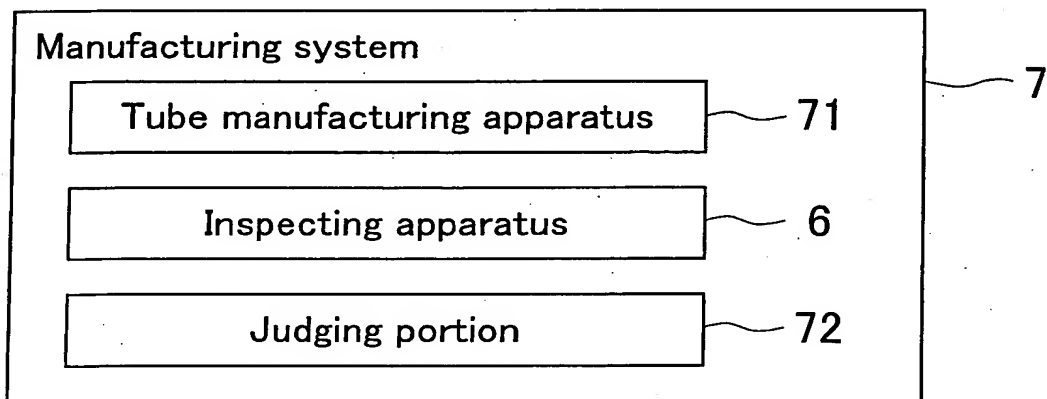 Manufacturing system
7
Tube manufacturing apparatus 71
Inspecting apparatus 6
Judging portion 72